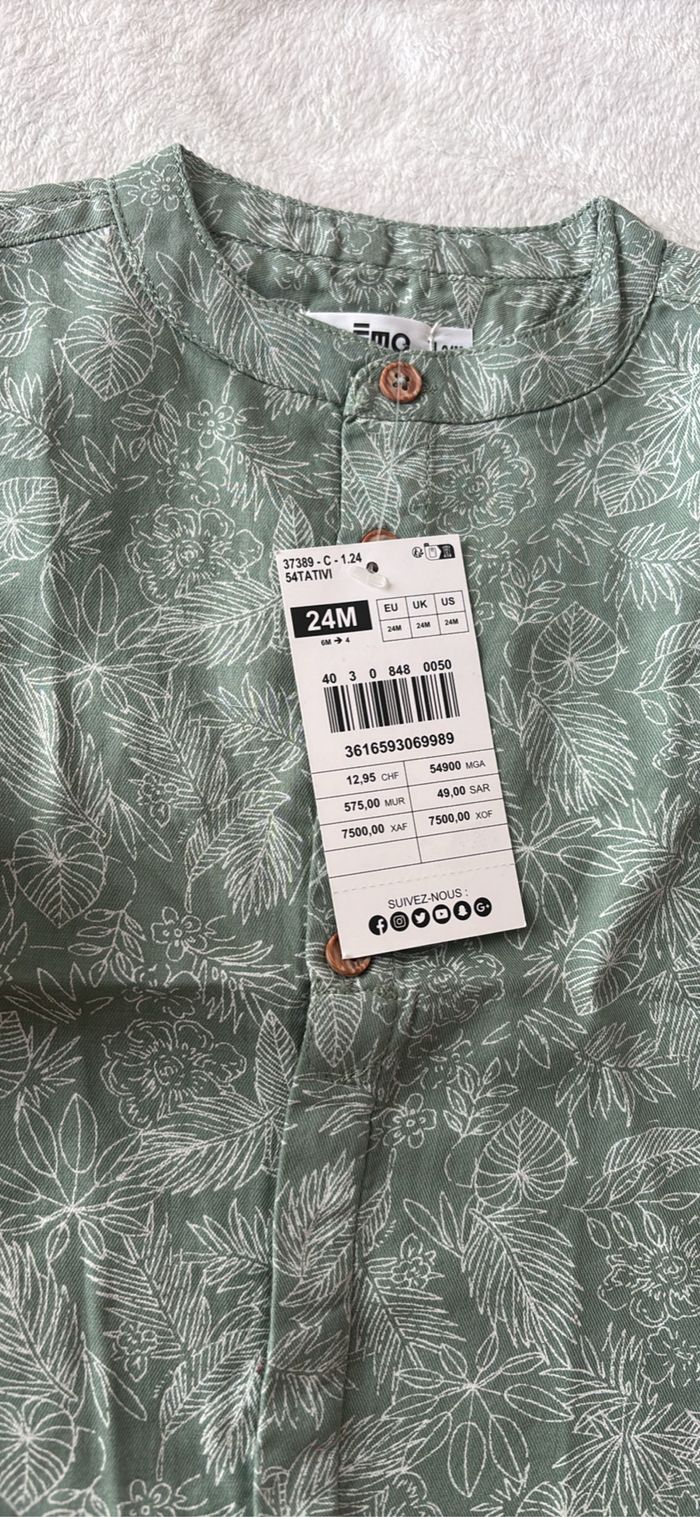 37389 - C - 1.24
54TATIVI
24M
6M → 4
EU UK US
24M 24M 24M
40 3 0 848 0050
3616593069989
12,95 CHF 54900 MGA
575,00 MUR 49,00 SAR
7500,00 XAF 7500,00 XOF
SUIVEZ-NOUS :